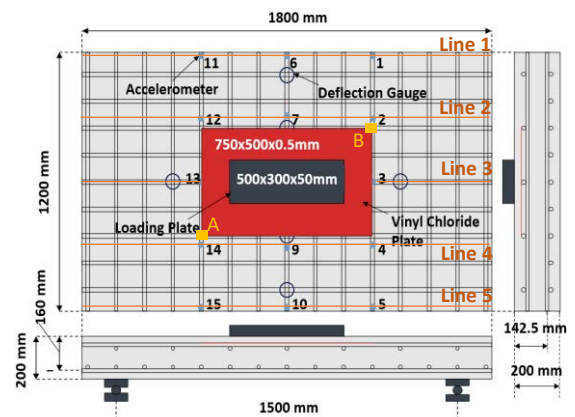 1800 mm
Line 1
11
6
1
Accelerometer
Deflection Gauge
Line 2
12
7
2
B
750x500x0.5mm
1200 mm
13
500x300x50mm
3
Line 3
Loading Plate
A
Vinyl Chloride
Plate
14
9
4
Line 4
Line 5
15
10
5
160 mm
200 mm
142.5 mm
200 mm
1500 mm